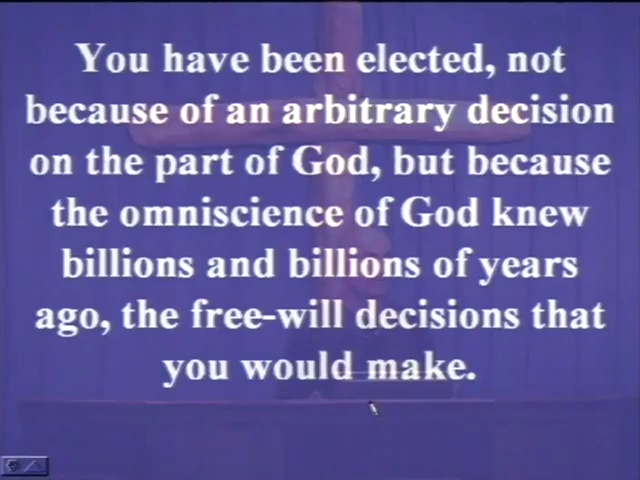 You have been elected, not
because of an arbitrary decision
on the part of God, but because
the omniscience of God knew
billions and billions of years
ago, the free-will decisions that
you would make.